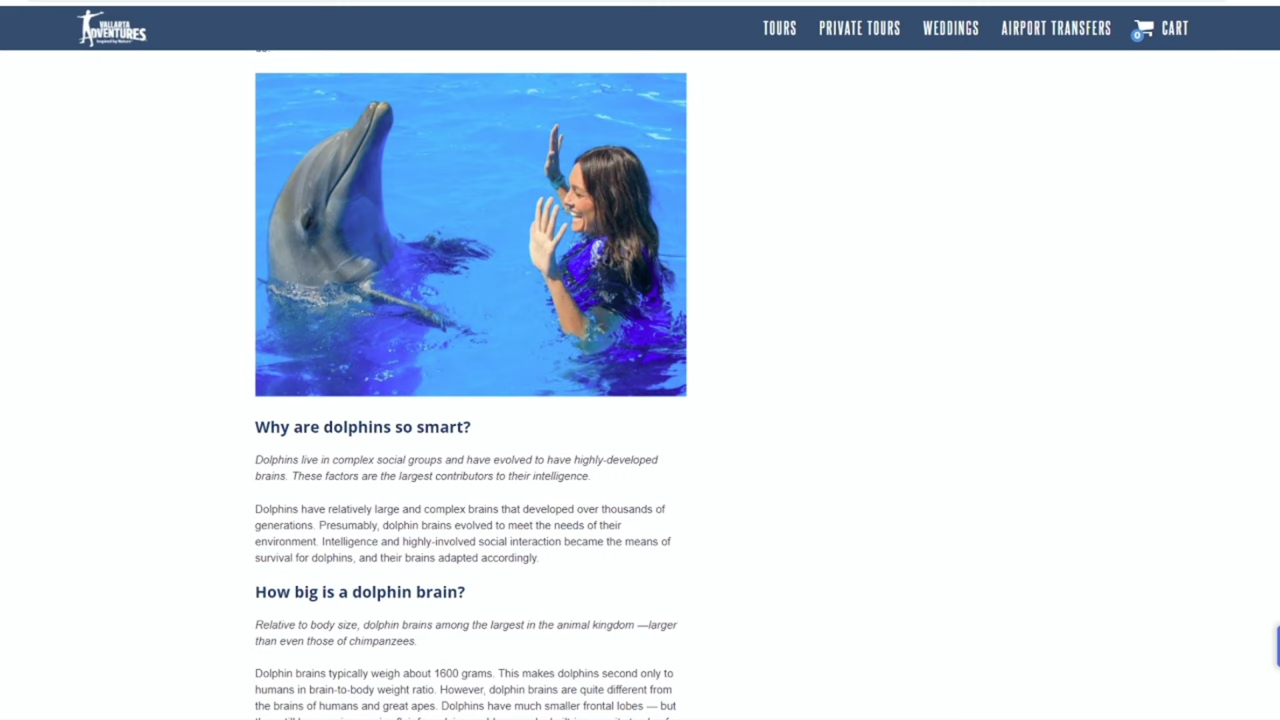 VALLARTA
ADVENTURES
Inspired by Nature
TOURS
PRIVATE TOURS
WEDDINGS
AIRPORT TRANSFERS
0
CART
Why are dolphins so smart?
Dolphins live in complex social groups and have evolved to have highly-developed
brains. These factors are the largest contributors to their intelligence.
Dolphins have relatively large and complex brains that developed over thousands of
generations. Presumably, dolphin brains evolved to meet the needs of their
environment. Intelligence and highly-involved social interaction became the means of
survival for dolphins, and their brains adapted accordingly.
How big is a dolphin brain?
Relative to body size, dolphin brains among the largest in the animal kingdom —larger
than even those of chimpanzees.
Dolphin brains typically weigh about 1600 grams. This makes dolphins second only to
humans in brain-to-body weight ratio. However, dolphin brains are quite different from
the brains of humans and great apes. Dolphins have much smaller frontal lobes — but